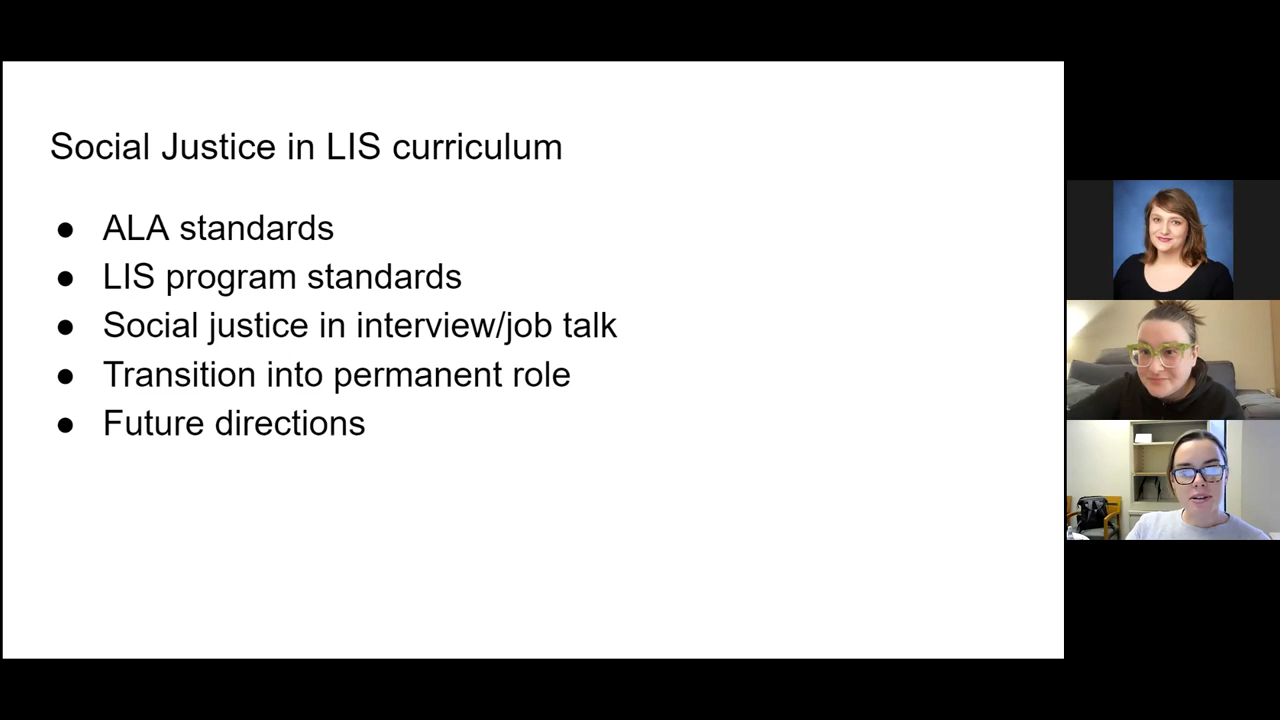 Social Justice in LIS curriculum
● ALA standards
● LIS program standards
● Social justice in interview/job talk
● Transition into permanent role
● Future directions